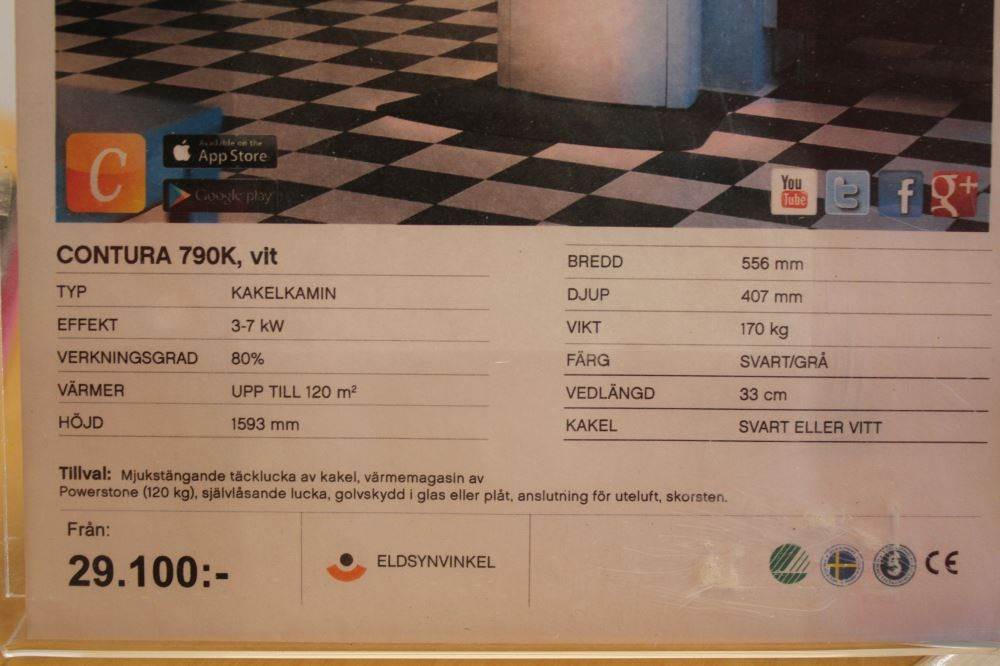 C
Available on the
App Store
Google play
You
Tube
t
f
g+
CONTURA 790K, vit
TYP KAKELKAMIN
EFFEKT 3-7 kW
VERKNINGSGRAD 80%
VÄRMER UPP TILL 120 m²
HÖJD 1593 mm
BREDD 556 mm
DJUP 407 mm
VIKT 170 kg
FÄRG SVART/GRÅ
VEDLÄNGD 33 cm
KAKEL SVART ELLER VITT
Tillval: Mjukstängande täcklucka av kakel, värmemagasin av
Powerstone (120 kg), självlåsande lucka, golvskydd i glas eller plåt, anslutning för uteluft, skorsten.
Från:
29.100:-
ELDSYNVINKEL
5
CE